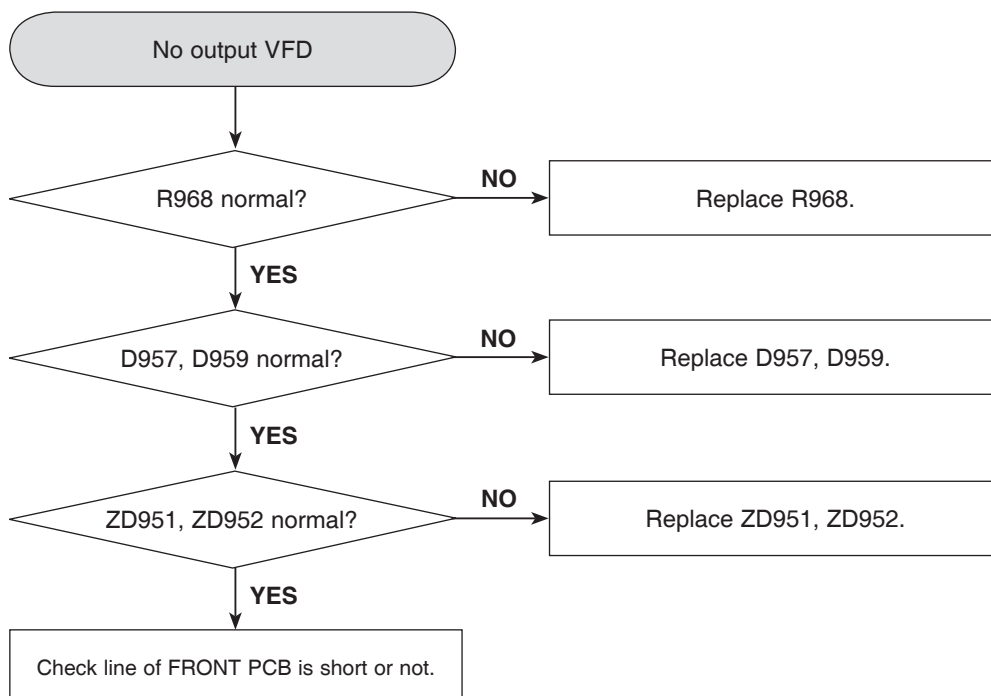 No output VFD
R968 normal?
NO
Replace R968.
YES
D957, D959 normal?
NO
Replace D957, D959.
YES
ZD951, ZD952 normal?
NO
Replace ZD951, ZD952.
YES
Check line of FRONT PCB is short or not.